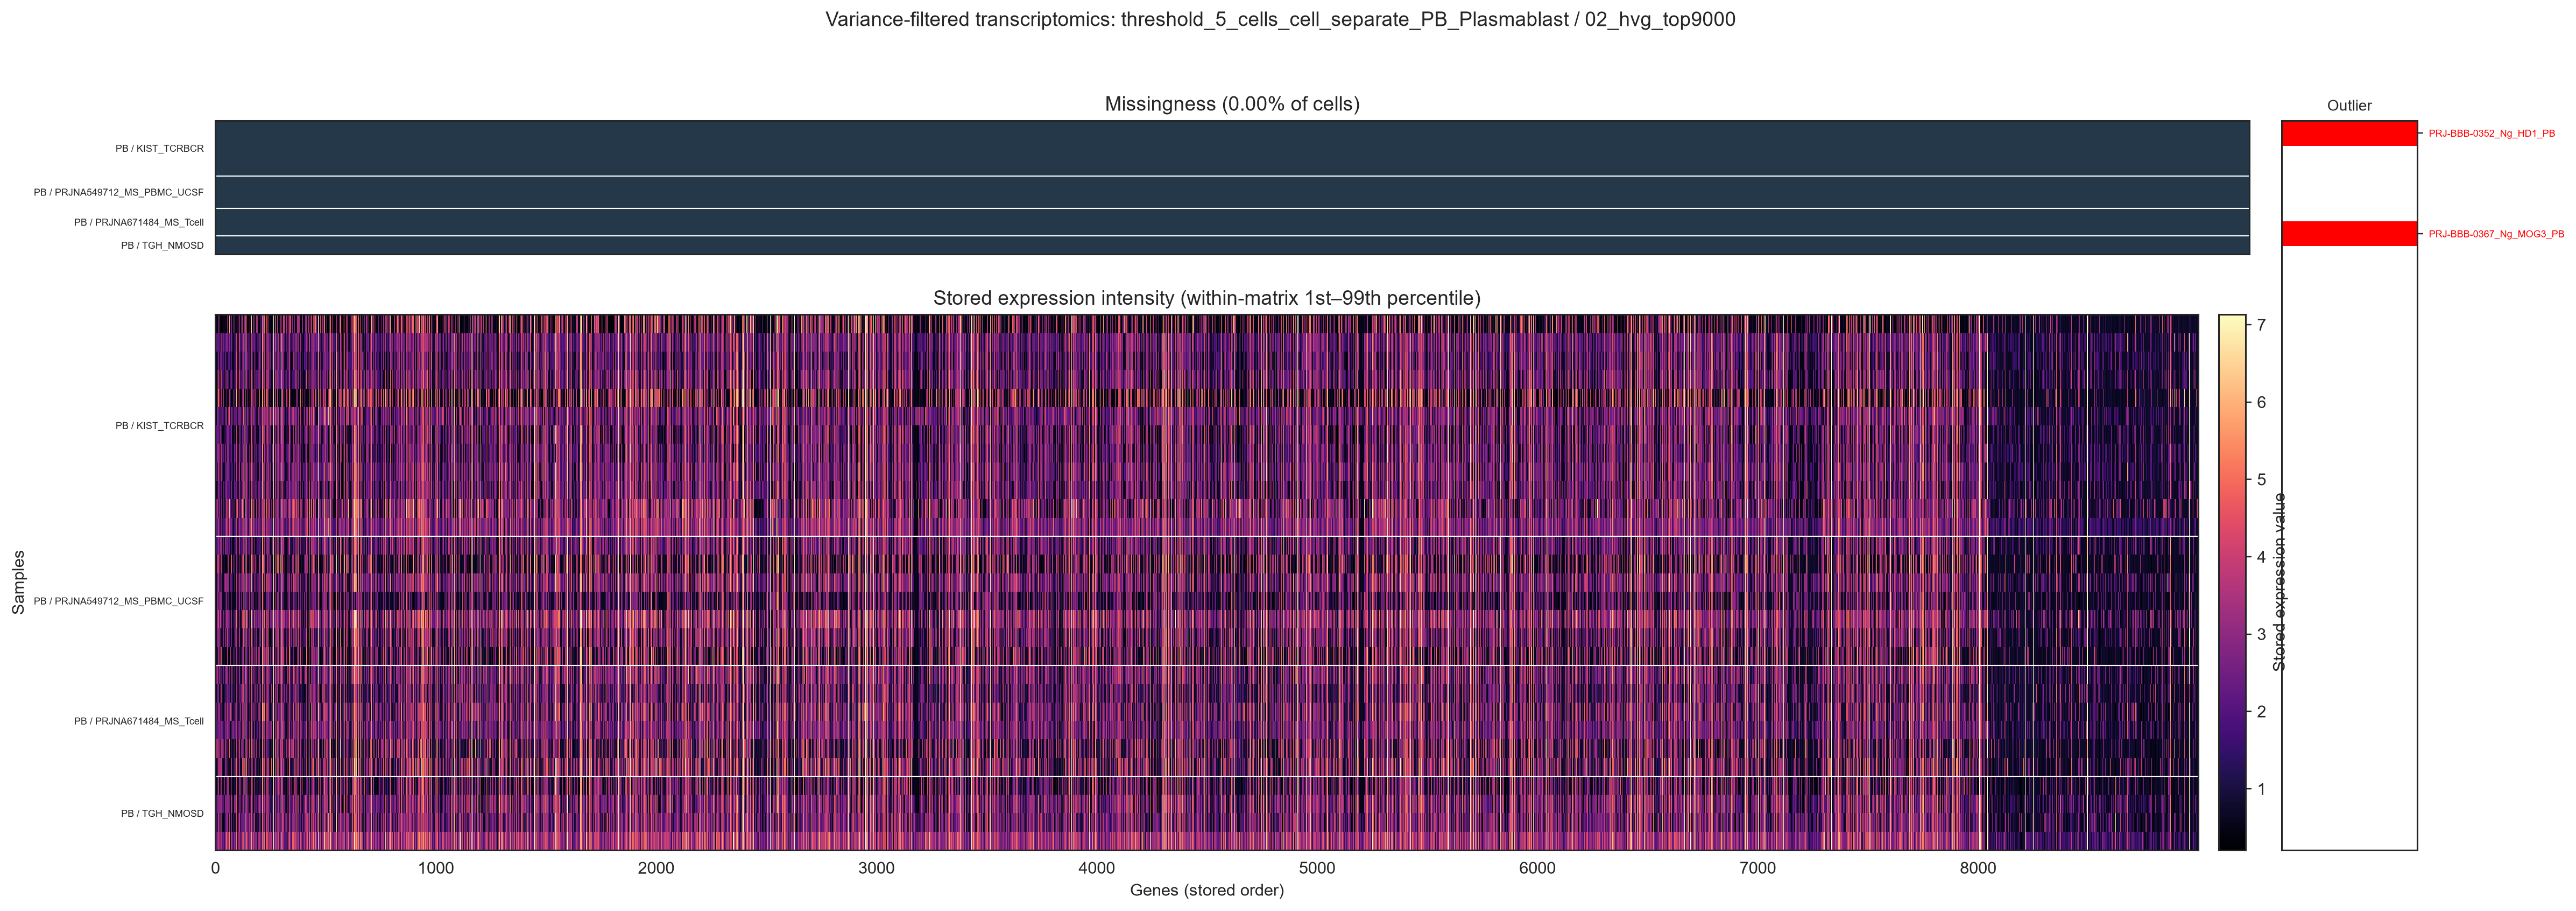 Variance-filtered transcriptomics: threshold_5_cells_cell_separate_PB_Plasmablast / 02_hvg_top9000
Missingness (0.00% of cells)
Outlier
PB / KIST_TCRBCR
PB / PRJNA549712_MS_PBMC_UCSF
PB / PRJNA671484_MS_Tcell
PB / TGH_NMOSD
PRJ-BBB-0352_Ng_HD1_PB
PRJ-BBB-0367_Ng_MOG3_PB
Stored expression intensity (within-matrix 1st–99th percentile)
Samples
PB / KIST_TCRBCR
PB / PRJNA549712_MS_PBMC_UCSF
PB / PRJNA671484_MS_Tcell
PB / TGH_NMOSD
0 1000 2000 3000 4000 5000 6000 7000 8000
Genes (stored order)
7
6
5
4
3
2
1
Stored expression value